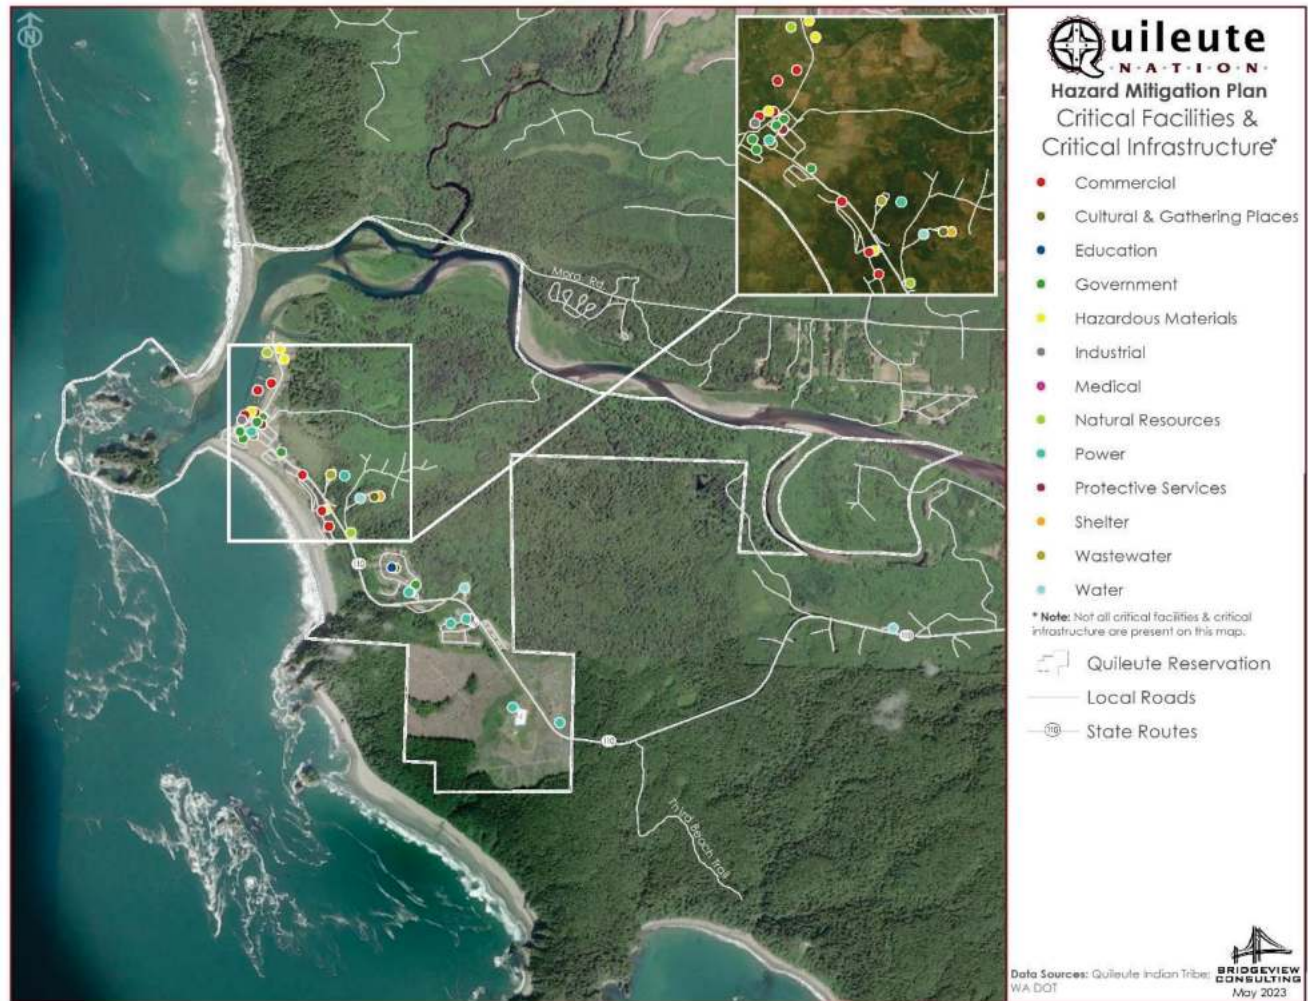 N
Mora Rd
110
110
110
Third Beach Trail
Quileute
N·A·T·I·O·N
Hazard Mitigation Plan
Critical Facilities &
Critical Infrastructure*
Commercial
Cultural & Gathering Places
Education
Government
Hazardous Materials
Industrial
Medical
Natural Resources
Power
Protective Services
Shelter
Wastewater
Water
* Note: Not all critical facilities & critical
infrastructure are present on this map.
Quileute Reservation
Local Roads
110 State Routes
Data Sources: Quileute Indian Tribe;
WA DOT
BRIDGEVIEW
CONSULTING
May 2023